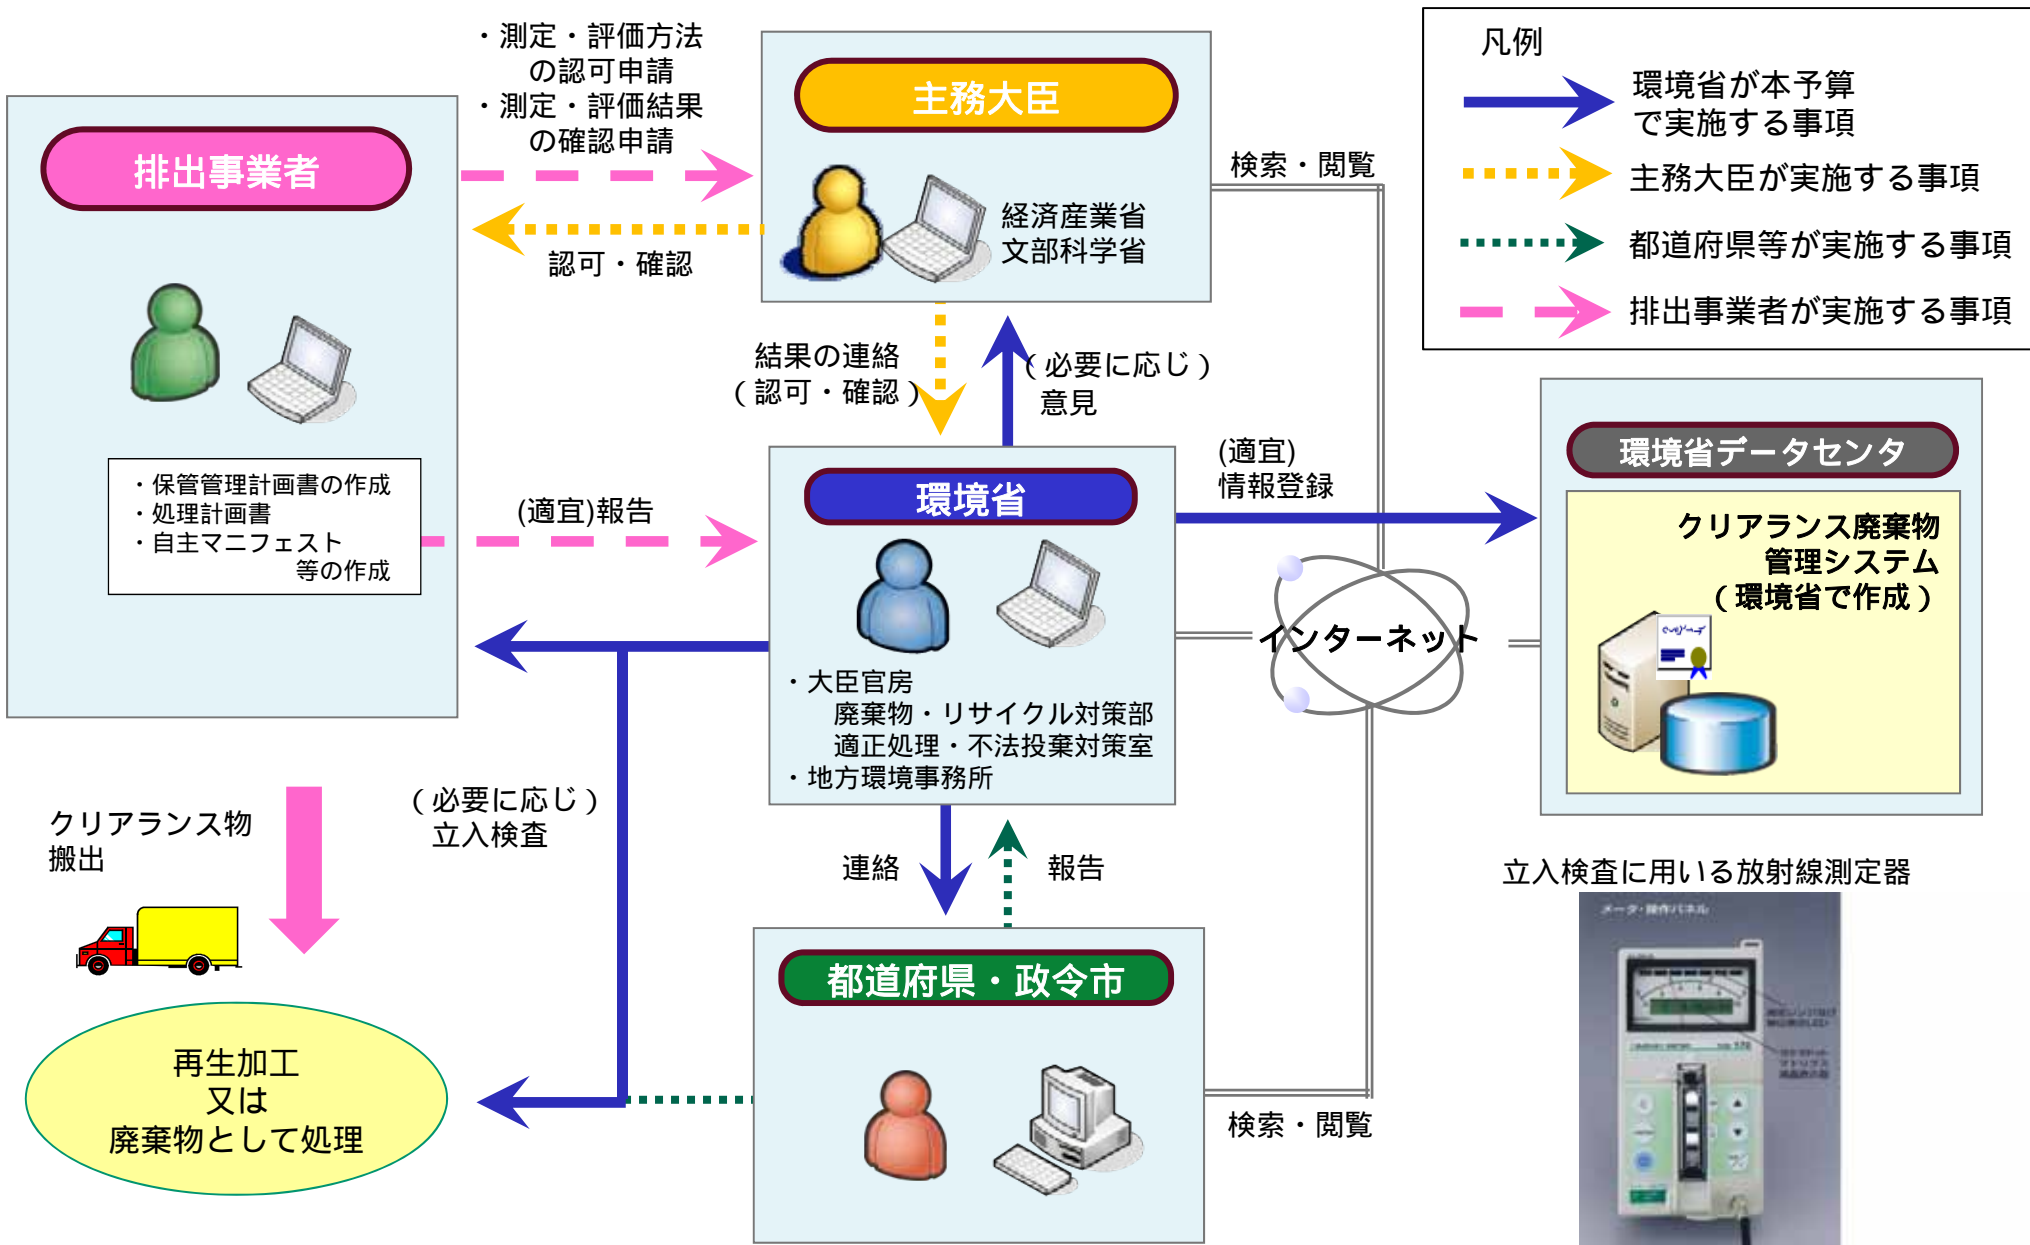 ・測定・評価方法
の認可申請
・測定・評価結果
の確認申請
主務大臣
経済産業省
文部科学省
排出事業者
認可・確認
・保管管理計画書の作成
・処理計画書
・自主マニフェスト
等の作成
検索・閲覧
凡例
環境省が本予算
で実施する事項
主務大臣が実施する事項
都道府県等が実施する事項
排出事業者が実施する事項
結果の連絡
（認可・確認）
（必要に応じ）
意見
(適宜)報告
環境省
・大臣官房
廃棄物・リサイクル対策部
適正処理・不法投棄対策室
・地方環境事務所
(適宜)
情報登録
環境省データセンタ
クリアランス廃棄物
管理システム
（環境省で作成）
インターネット
クリアランス物
搬出
（必要に応じ）
立入検査
連絡
報告
都道府県・政令市
検索・閲覧
再生加工
又は
廃棄物として処理
立入検査に用いる放射線測定器
メータ・操作パネル